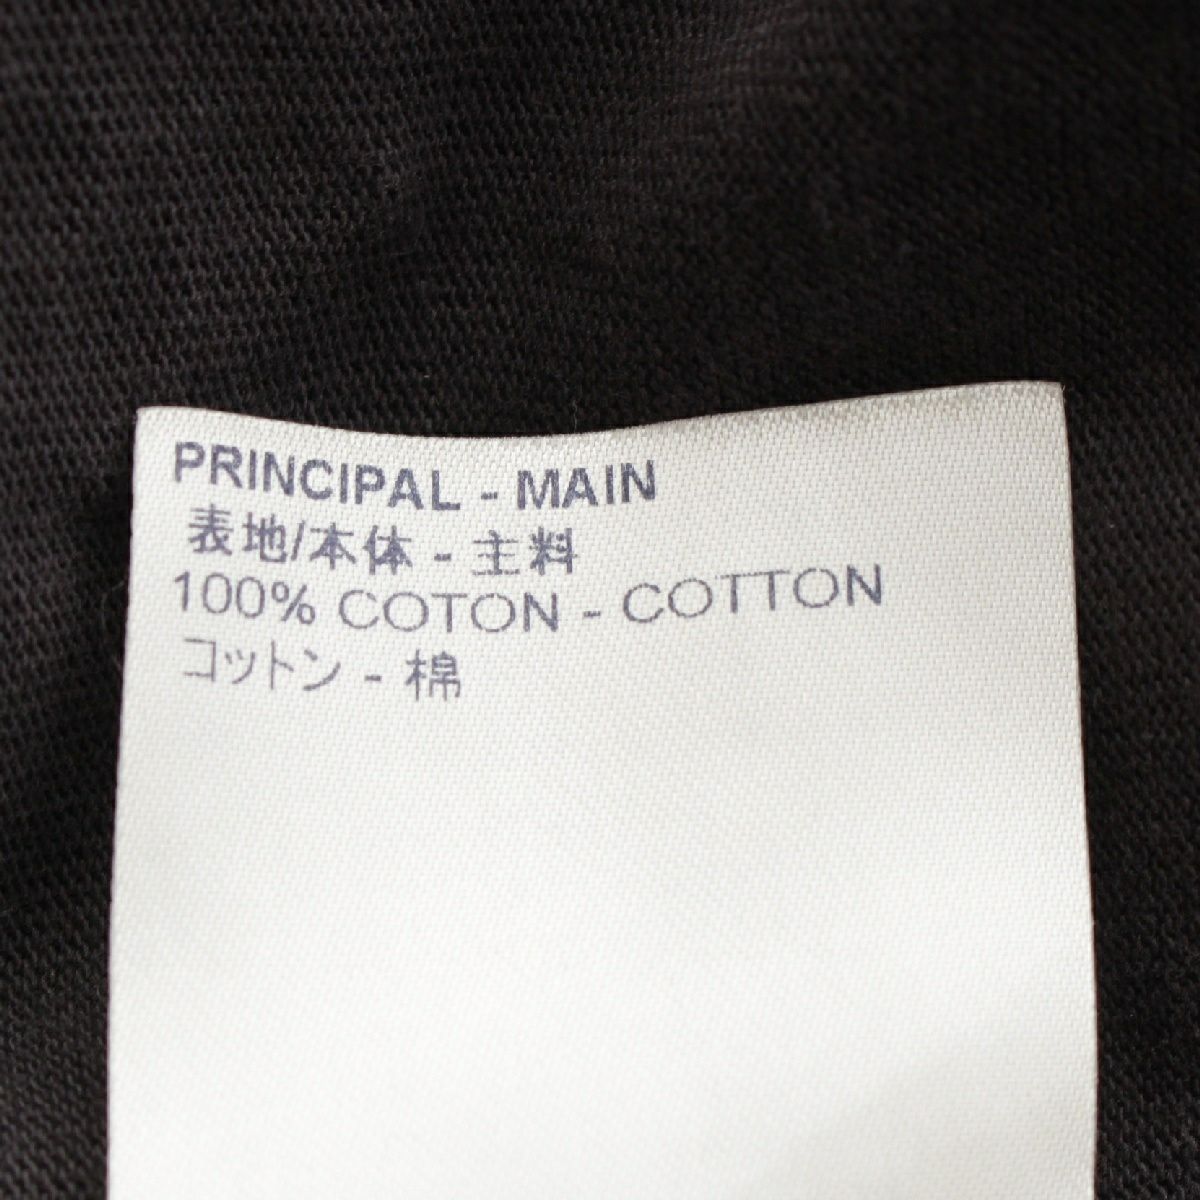 PRINCIPAL - MAIN
表地/本体 - 主料
100% COTON - COTTON
コットン - 棉